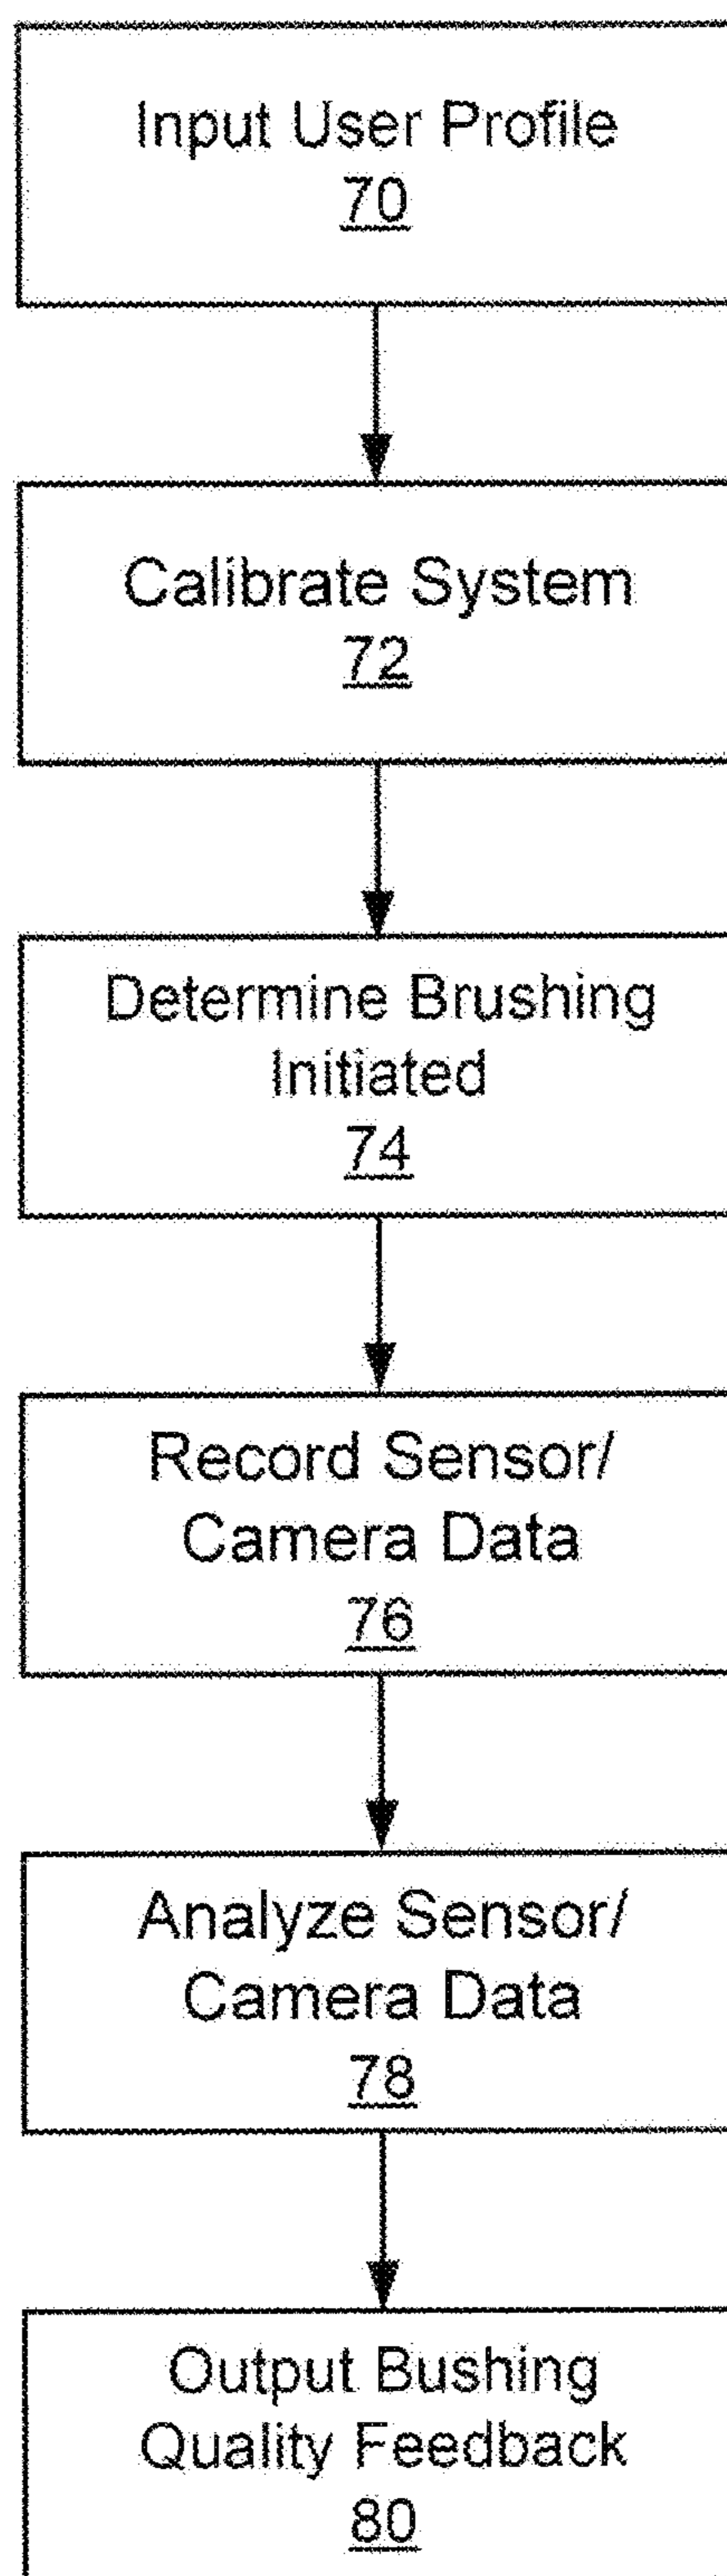 Input User Profile
70
Calibrate System
72
Determine Brushing
Initiated
74
Record Sensor/
Camera Data
76
Analyze Sensor/
Camera Data
78
Output Bushing
Quality Feedback
80